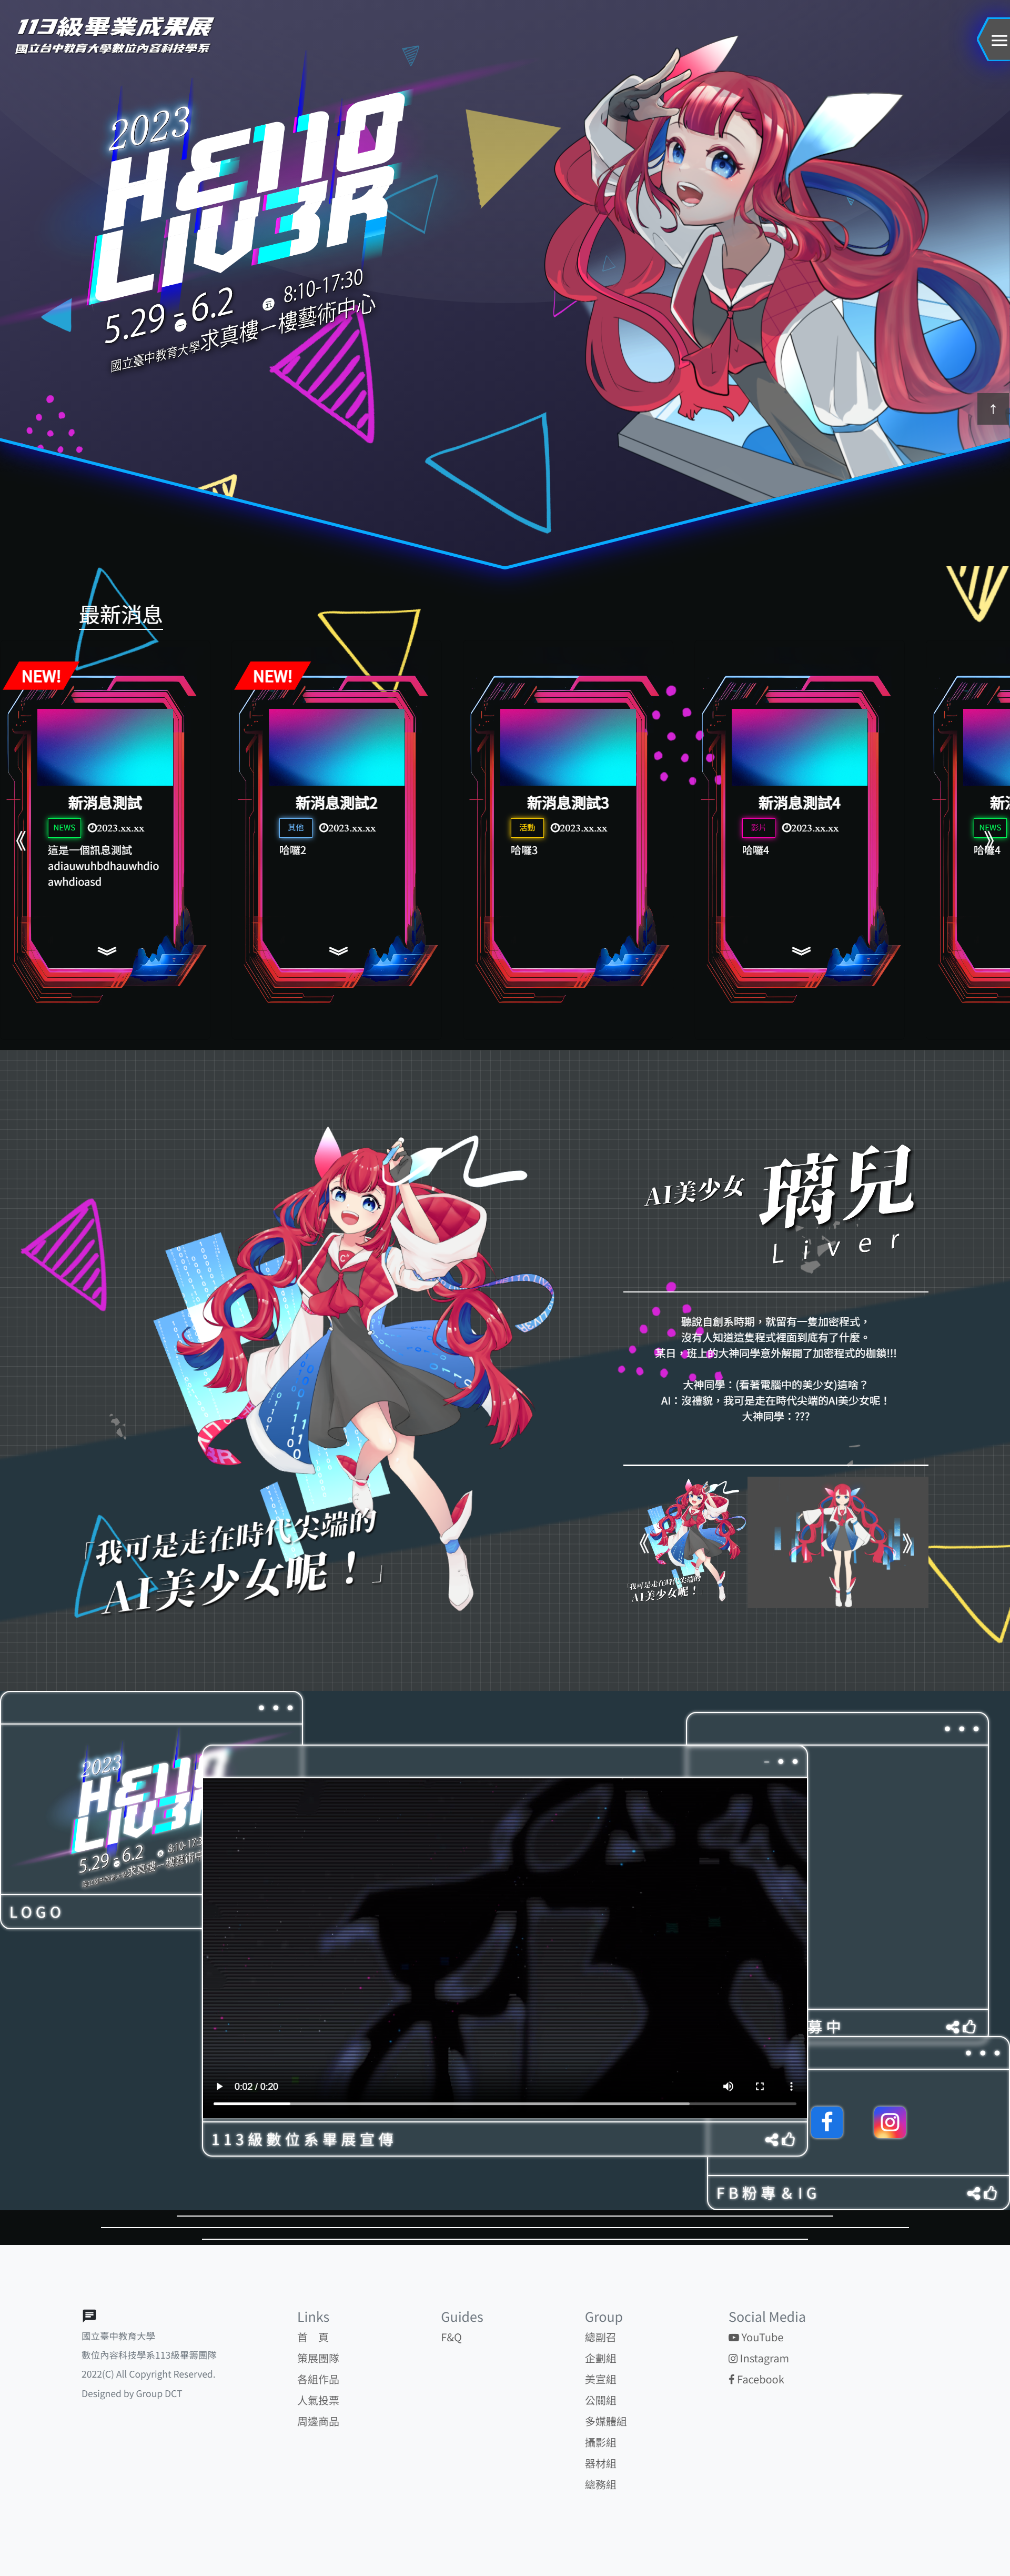 113級畢業成果展
國立台中教育大學數位內容科技學系
2023
HELLO
LIV3R
5.29 - 6.2 8:10-17:30
一 五
國立臺中教育大學求真樓一樓藝術中心
↑
最新消息
NEW!
NEW!
新消息測試
NEWS 2023.xx.xx
這是一個訊息測試
adiauwuhbdhauwhdio
awhdioasd
新消息測試2
其他 2023.xx.xx
哈囉2
新消息測試3
活動 2023.xx.xx
哈囉3
新消息測試4
影片 2023.xx.xx
哈囉4
新
NEWS
哈囉4
AI美少女 璃兒
Liver
聽說自創系時期，就留有一隻加密程式，
沒有人知道這隻程式裡面到底有了什麼。
某日，班上的大神同學意外解開了加密程式的枷鎖!!!
大神同學：(看著電腦中的美少女)這啥？
AI：沒禮貌，我可是走在時代尖端的AI美少女呢！
大神同學：???
「我可是走在時代尖端的
AI美少女呢！」
我可是走在時代尖端的
AI美少女呢！
2023
HELLO
LIV3R
5.29 - 6.2 8:10-17:3
國立臺中教育大學求真樓一樓藝術中
LOGO
0:02 / 0:20
113級數位系畢展宣傳
募中
FB粉專＆IG
國立臺中教育大學
數位內容科技學系113級畢籌團隊
2022(C) All Copyright Reserved.
Designed by Group DCT
Links
首　頁
策展團隊
各組作品
人氣投票
周邊商品
Guides
F&Q
Group
總副召
企劃組
美宣組
公關組
多媒體組
攝影組
器材組
總務組
Social Media
YouTube
Instagram
Facebook